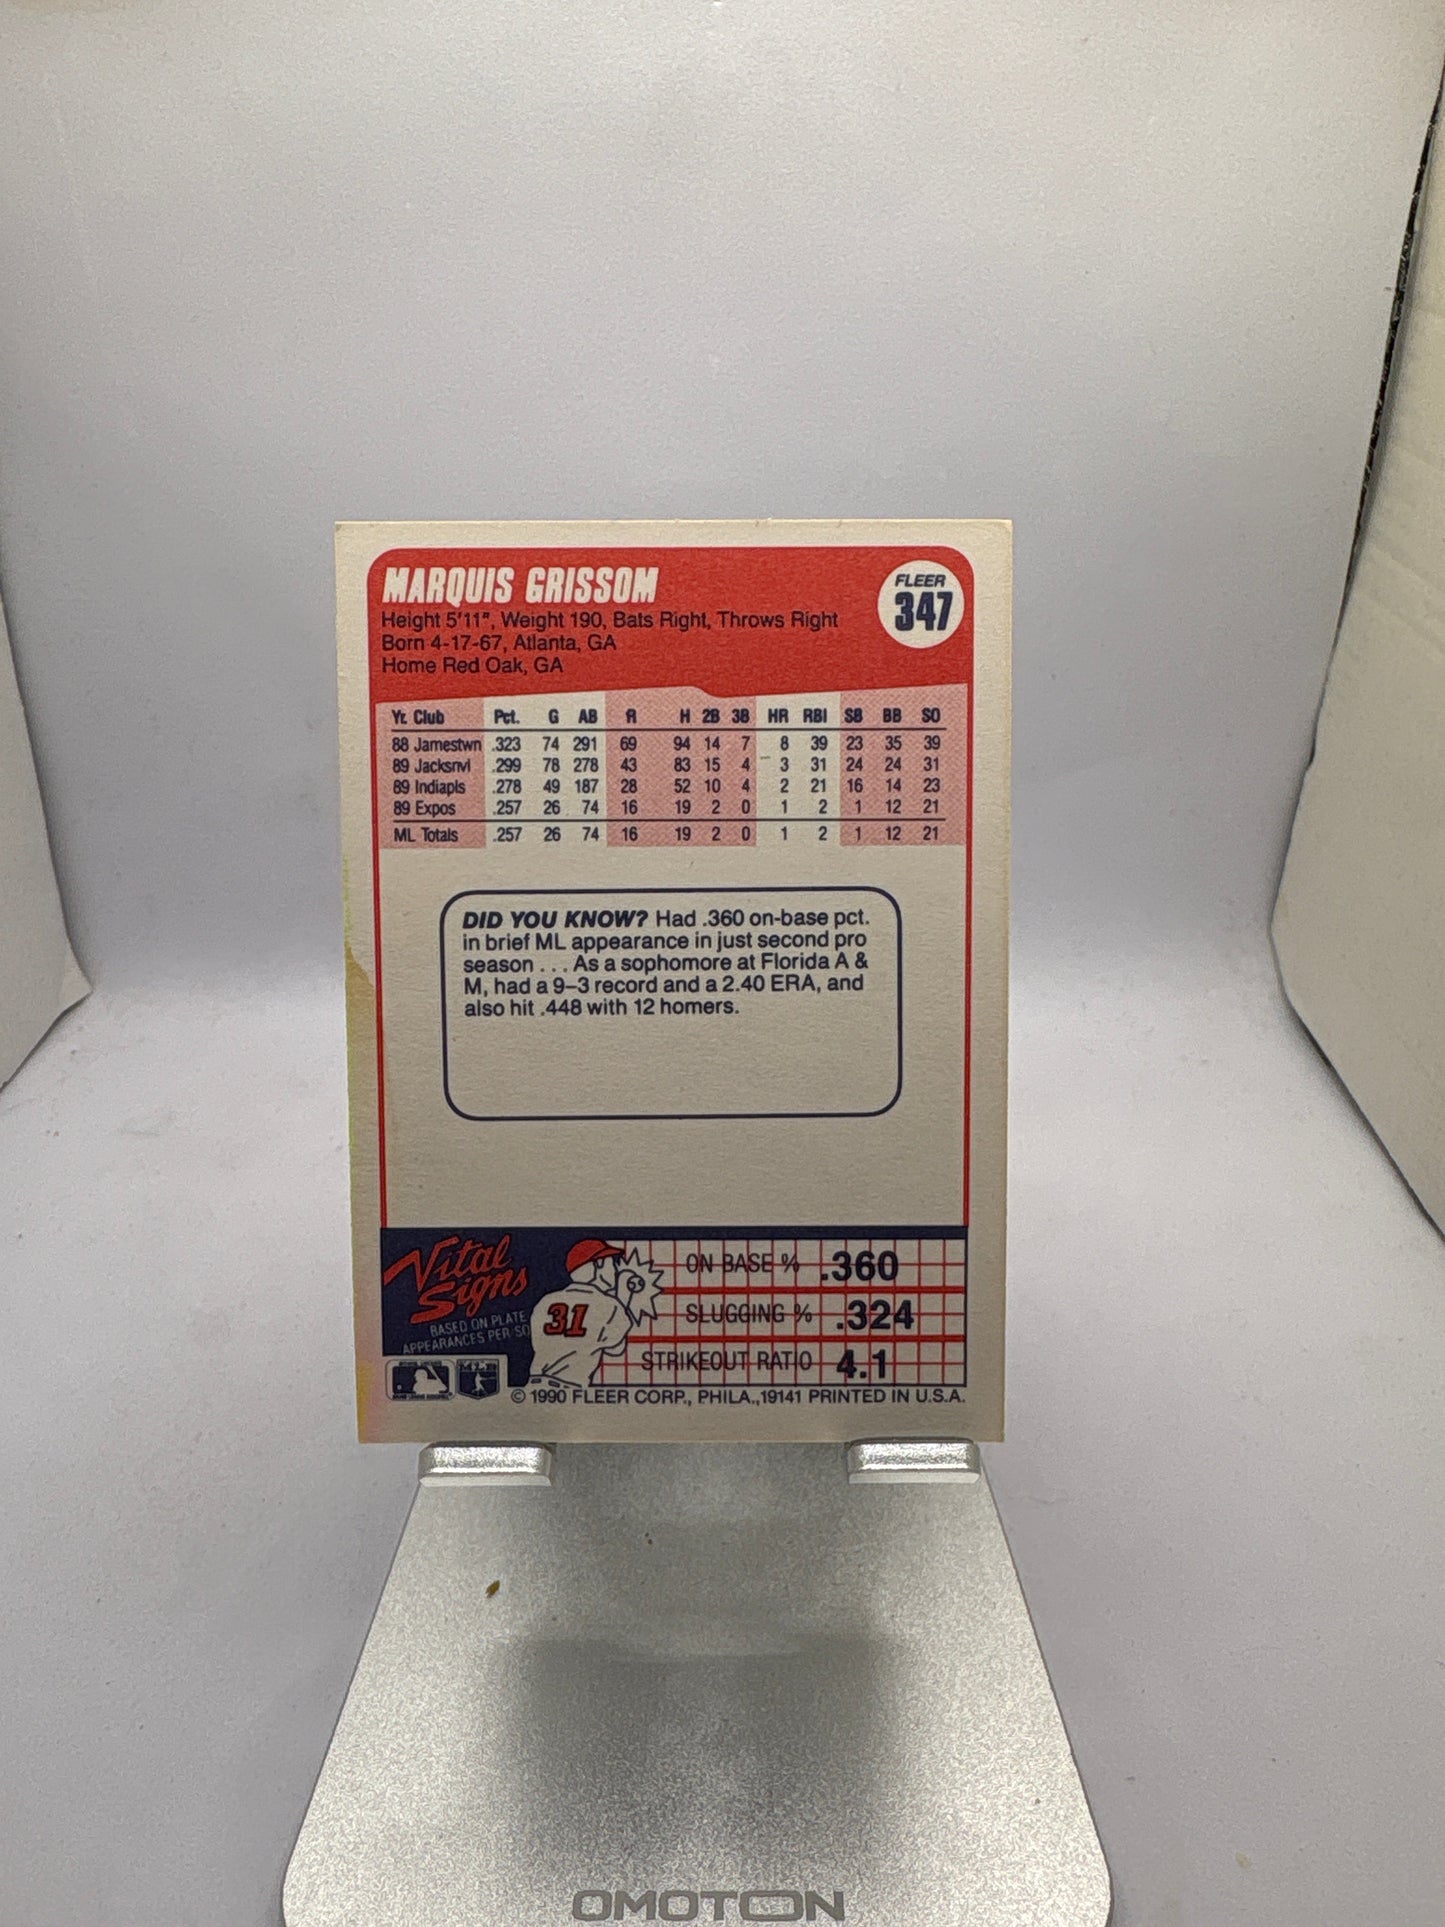 MARQUIS GRISSOM
FLEER
347
Height 5'11", Weight 190, Bats Right, Throws Right
Born 4-17-67, Atlanta, GA
Home Red Oak, GA
Yr. Club Pct. G AB R H 2B 3B HR RBI SB BB SO
88 Jamestwn .323 74 291 69 94 14 7 8 39 23 35 39
89 Jacksnvl .299 78 278 43 83 15 4 3 31 24 24 31
89 Indiapls .278 49 187 28 52 10 4 2 21 16 14 23
89 Expos .257 26 74 16 19 2 0 1 2 1 12 21
ML Totals .257 26 74 16 19 2 0 1 2 1 12 21
DID YOU KNOW? Had .360 on-base pct.
in brief ML appearance in just second pro
season . . . As a sophomore at Florida A &
M, had a 9–3 record and a 2.40 ERA, and
also hit .448 with 12 homers.
Vital
Signs
BASED ON PLATE
APPEARANCES PER SO
31
ON BASE % .360
SLUGGING % .324
STRIKEOUT RATIO 4.1
MLB
© 1990 FLEER CORP., PHILA.,19141 PRINTED IN U.S.A.
OMOTON